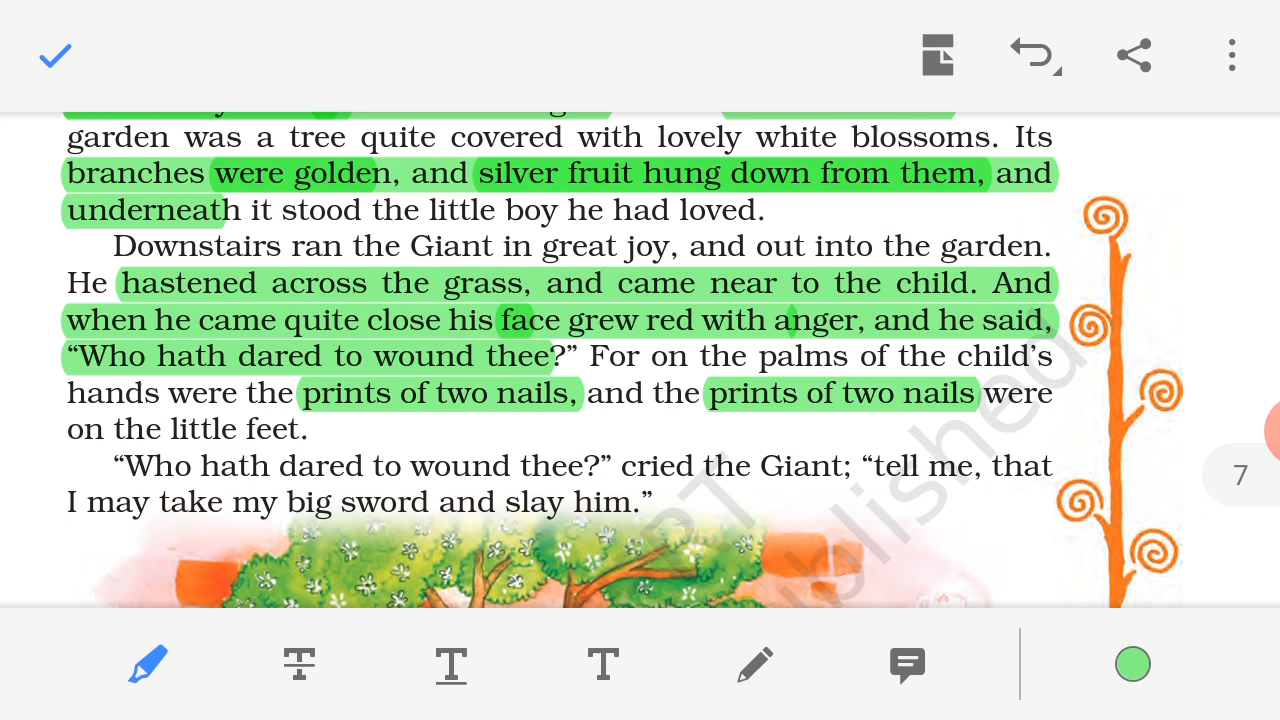 garden was a tree quite covered with lovely white blossoms. Its
branches were golden, and silver fruit hung down from them, and
underneath it stood the little boy he had loved.
Downstairs ran the Giant in great joy, and out into the garden.
He hastened across the grass, and came near to the child. And
when he came quite close his face grew red with anger, and he said,
“Who hath dared to wound thee?” For on the palms of the child’s
hands were the prints of two nails, and the prints of two nails were
on the little feet.
“Who hath dared to wound thee?” cried the Giant; “tell me, that
I may take my big sword and slay him.”
7